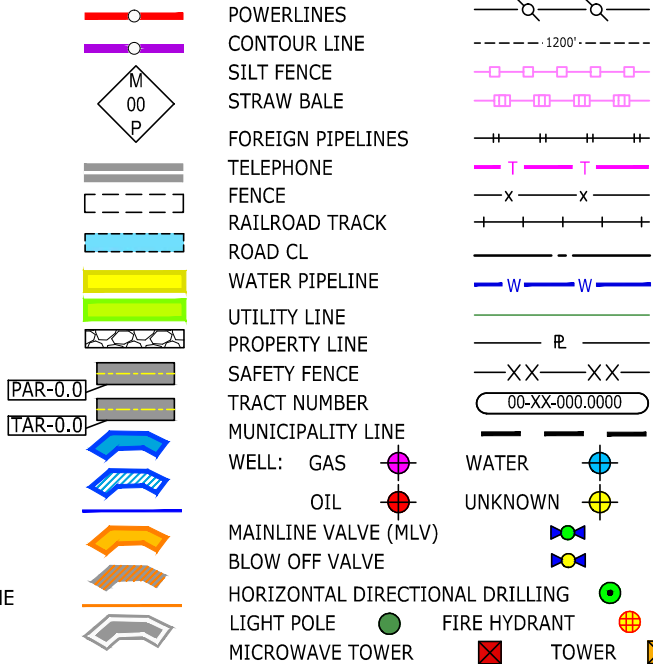 POWERLINES
CONTOUR LINE 1200'
M
SILT FENCE
00
STRAW BALE
P
FOREIGN PIPELINES
TELEPHONE T T
FENCE x x
RAILROAD TRACK
ROAD CL
WATER PIPELINE W W
UTILITY LINE
PROPERTY LINE PL
SAFETY FENCE XX XX
PAR-0.0
TRACT NUMBER 00-XX-000.0000
TAR-0.0
MUNICIPALITY LINE
WELL: GAS WATER
OIL UNKNOWN
MAINLINE VALVE (MLV)
BLOW OFF VALVE
HORIZONTAL DIRECTIONAL DRILLING
LIGHT POLE FIRE HYDRANT
MICROWAVE TOWER TOWER